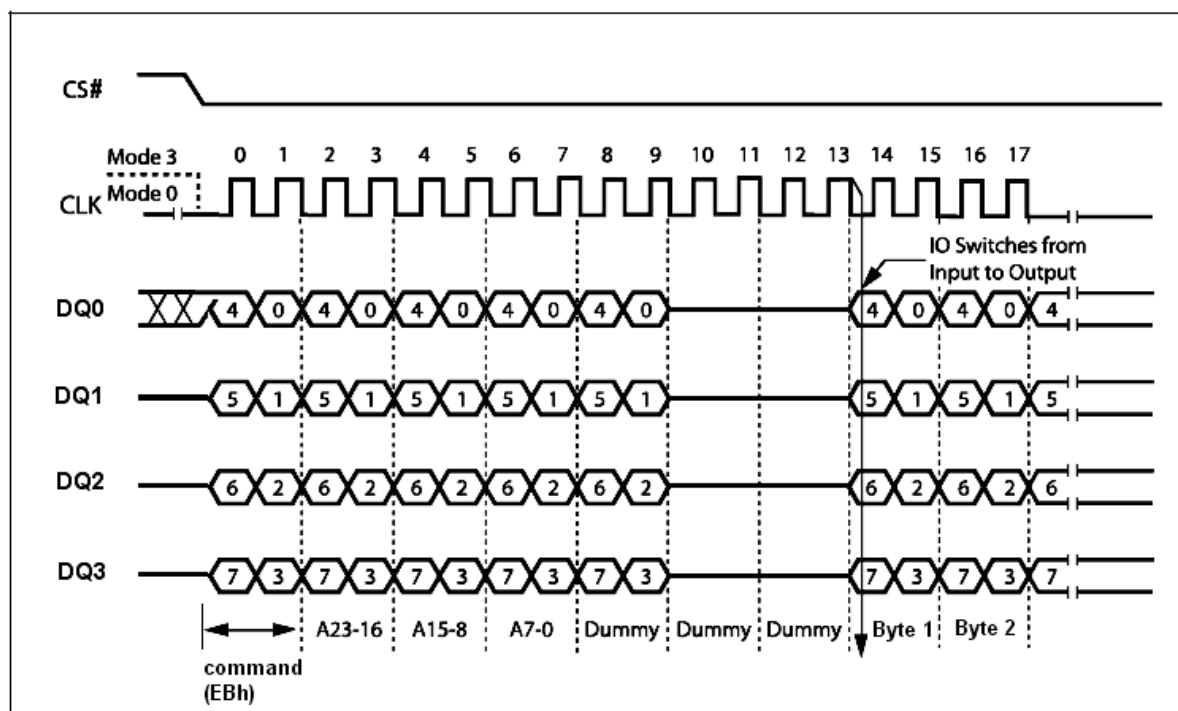 CS#
Mode 3
0 1 2 3 4 5 6 7 8 9 10 11 12 13 14 15 16 17
Mode 0
CLK
IO Switches from
Input to Output
DQ0 4 0 4 0 4 0 4 0 4 0 4 0 4 0 4
DQ1 5 1 5 1 5 1 5 1 5 1 5 1 5 1 5
DQ2 6 2 6 2 6 2 6 2 6 2 6 2 6 2 6
DQ3 7 3 7 3 7 3 7 3 7 3 7 3 7 3 7
A23-16 A15-8 A7-0 Dummy Dummy Dummy Byte 1 Byte 2
command
(EBh)